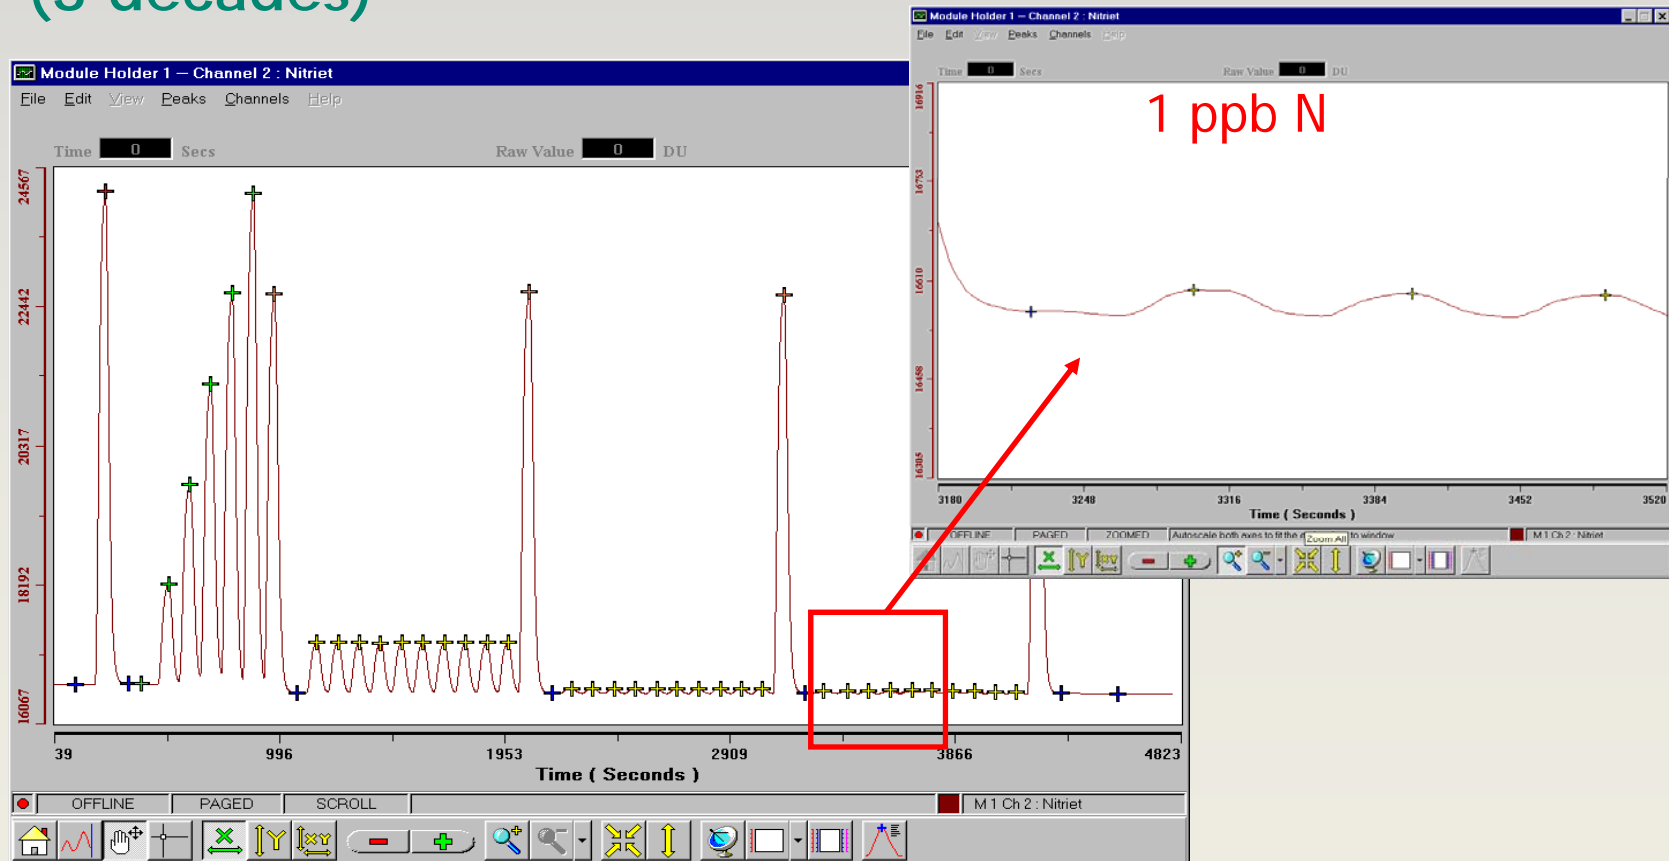 (3 decades)
Module Holder 1 – Channel 2 : Nitriet
File Edit View Peaks Channels Help
Time 0 Secs Raw Value 0 DU
24567
22442
20317
18192
16067
39 996 1953 2909 3866 4823
Time ( Seconds )
OFFLINE PAGED SCROLL M 1 Ch 2 : Nitriet
Module Holder 1 – Channel 2 : Nitriet
File Edit View Peaks Channels Help
Time 0 Secs Raw Value 0 DU
1 ppb N
16916
16753
16610
16458
16305
3180 3248 3316 3384 3452 3520
Time ( Seconds )
OFFLINE PAGED ZOOMED Autoscale both axes to fit the to window M 1 Ch 2 : Nitriet
Zoom All